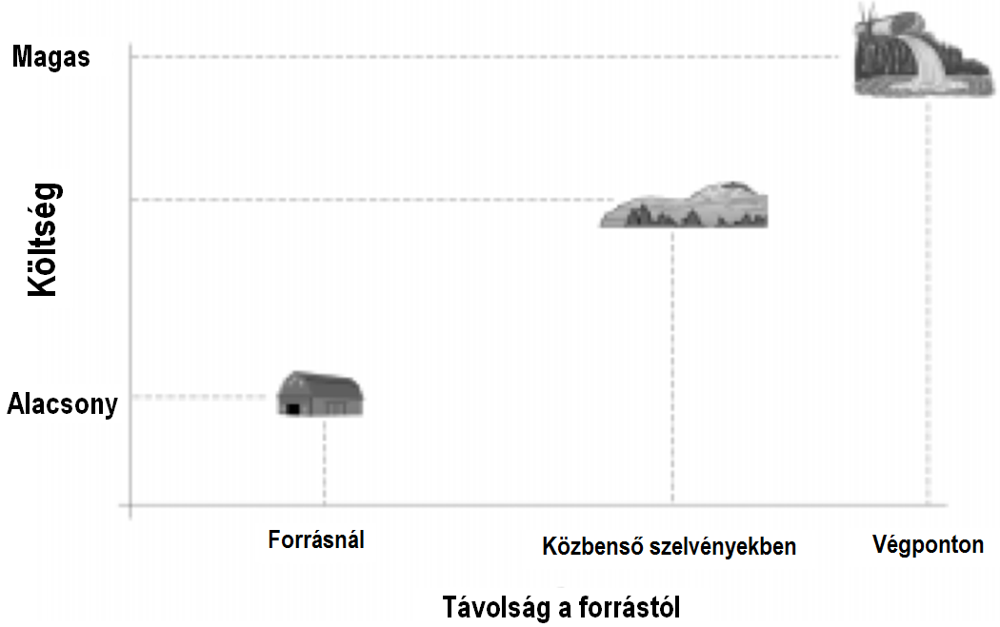 Magas
Költség
Alacsony
Forrásnál
Közbenső szelvényekben
Végponton
Távolság a forrástól